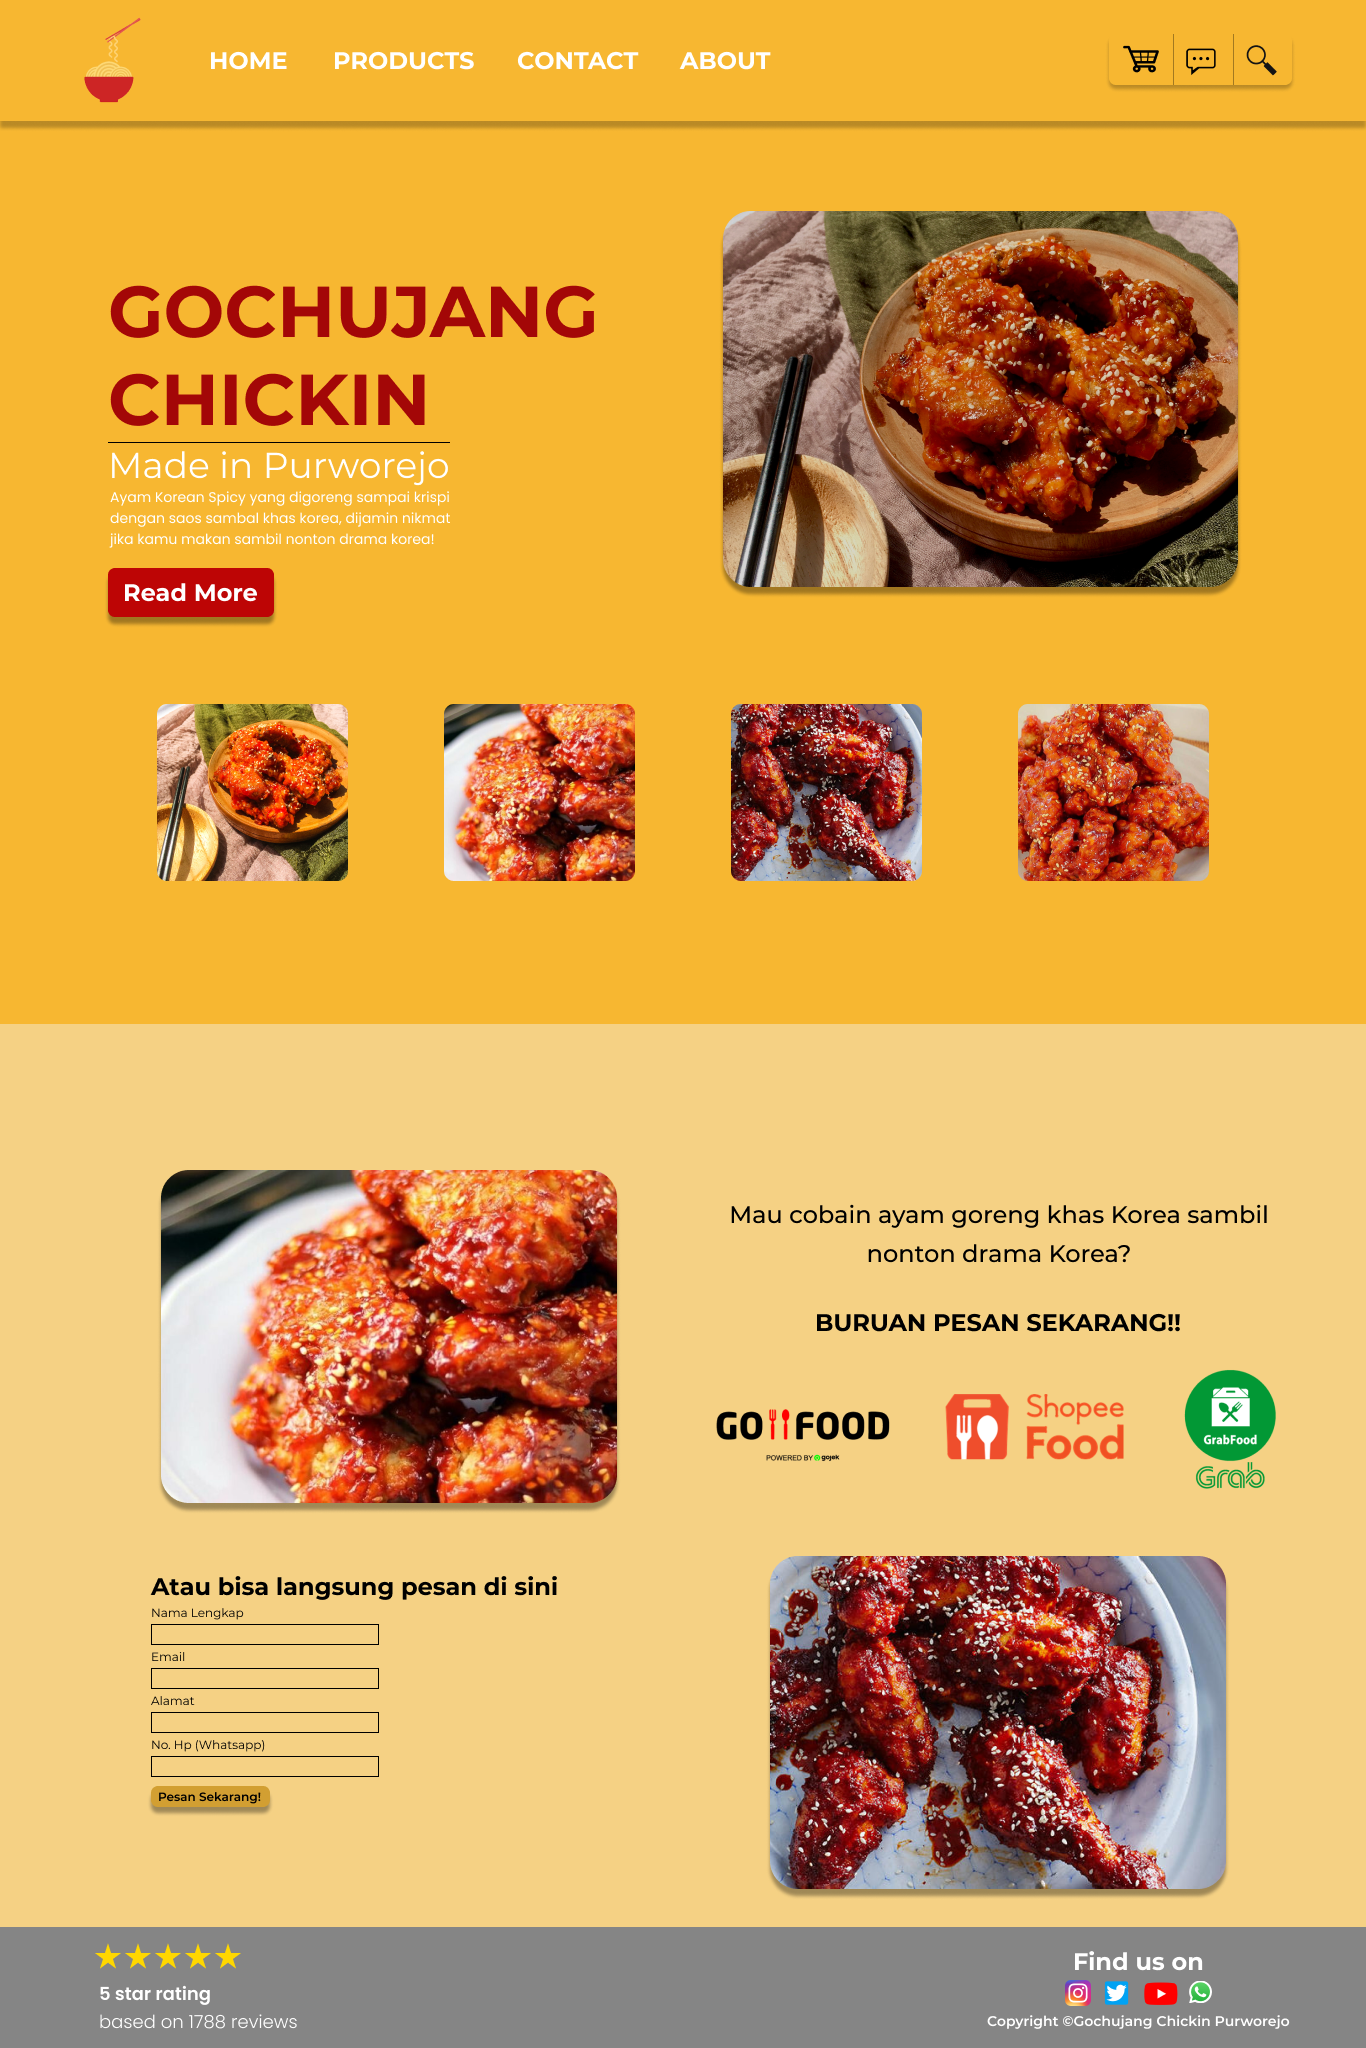 HOME PRODUCTS CONTACT ABOUT
GOCHUJANG
CHICKIN
Made in Purworejo
Ayam Korean Spicy yang digoreng sampai krispi
dengan saos sambal khas korea, dijamin nikmat
jika kamu makan sambil nonton drama korea!
Read More
Mau cobain ayam goreng khas Korea sambil
nonton drama Korea?
BURUAN PESAN SEKARANG!!
GO FOOD
POWERED BY gojek
Shopee
Food
GrabFood
Grab
Atau bisa langsung pesan di sini
Nama Lengkap
Email
Alamat
No. Hp (Whatsapp)
Pesan Sekarang!
5 star rating
based on 1788 reviews
Find us on
Copyright ©Gochujang Chickin Purworejo